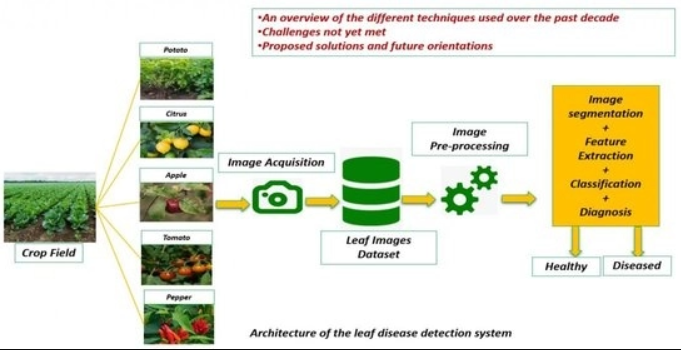 •An overview of the different techniques used over the past decade
•Challenges not yet met
•Proposed solutions and future orientations
Potato
Citrus
Apple
Tomato
Pepper
Crop Field
Image Acquisition
Leaf Images
Dataset
Image
Pre-processing
Image
segmentation
+
Feature
Extraction
+
Classification
+
Diagnosis
Healthy
Diseased
Architecture of the leaf disease detection system